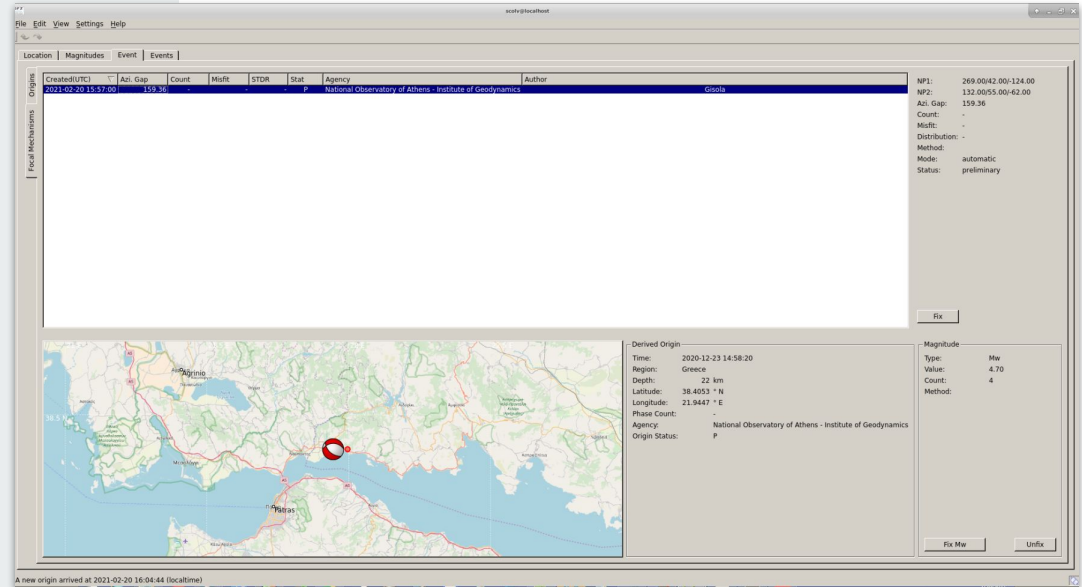 scolv@localhost
File Edit View Settings Help
Location Magnitudes Event Events
Origins
Focal Mechanisms
Created(UTC) Azi. Gap Count Misfit STDR Stat Agency Author
2021-02-20 15:57:00 159.36 - - - P National Observatory of Athens - Institute of Geodynamics Gisola
NP1: 269.00/42.00/-124.00
NP2: 132.00/55.00/-62.00
Azi. Gap: 159.36
Count: -
Misfit: -
Distribution: -
Method:
Mode: automatic
Status: preliminary
Fix
Agrinio
38.5 N
Patras
Derived Origin
Time: 2020-12-23 14:58:20
Region: Greece
Depth: 22 km
Latitude: 38.4053 ° N
Longitude: 21.9447 ° E
Phase Count: -
Agency: National Observatory of Athens - Institute of Geodynamics
Origin Status: P
Magnitude
Type: Mw
Value: 4.70
Count: 4
Method:
Fix Mw Unfix
A new origin arrived at 2021-02-20 16:04:44 (localtime)